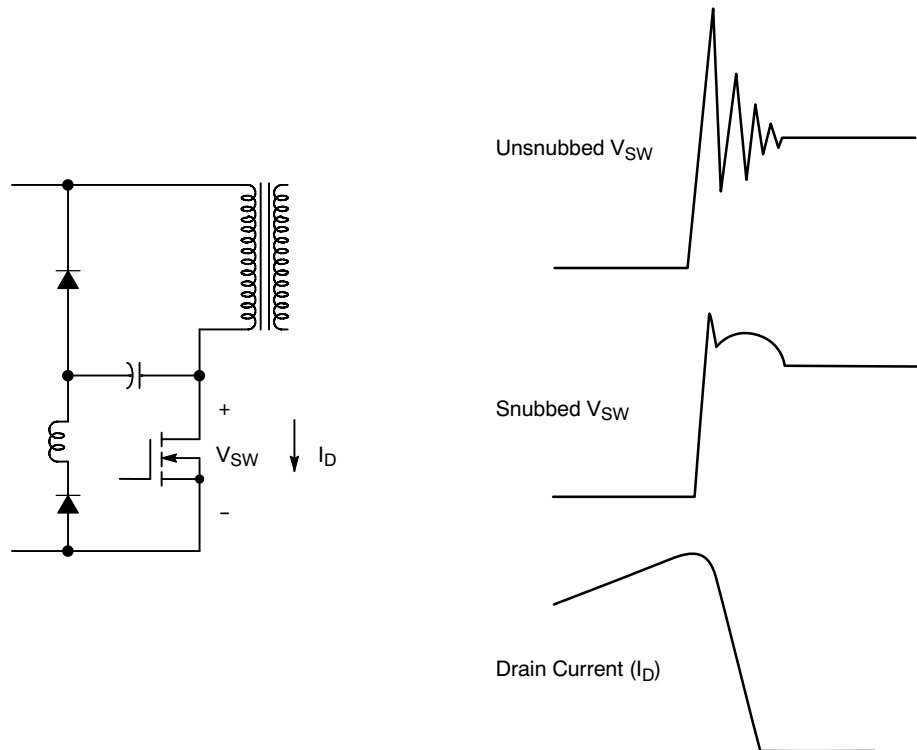 Unsnubbed VSW
Snubbed VSW
+
VSW
ID
−
Drain Current (ID)